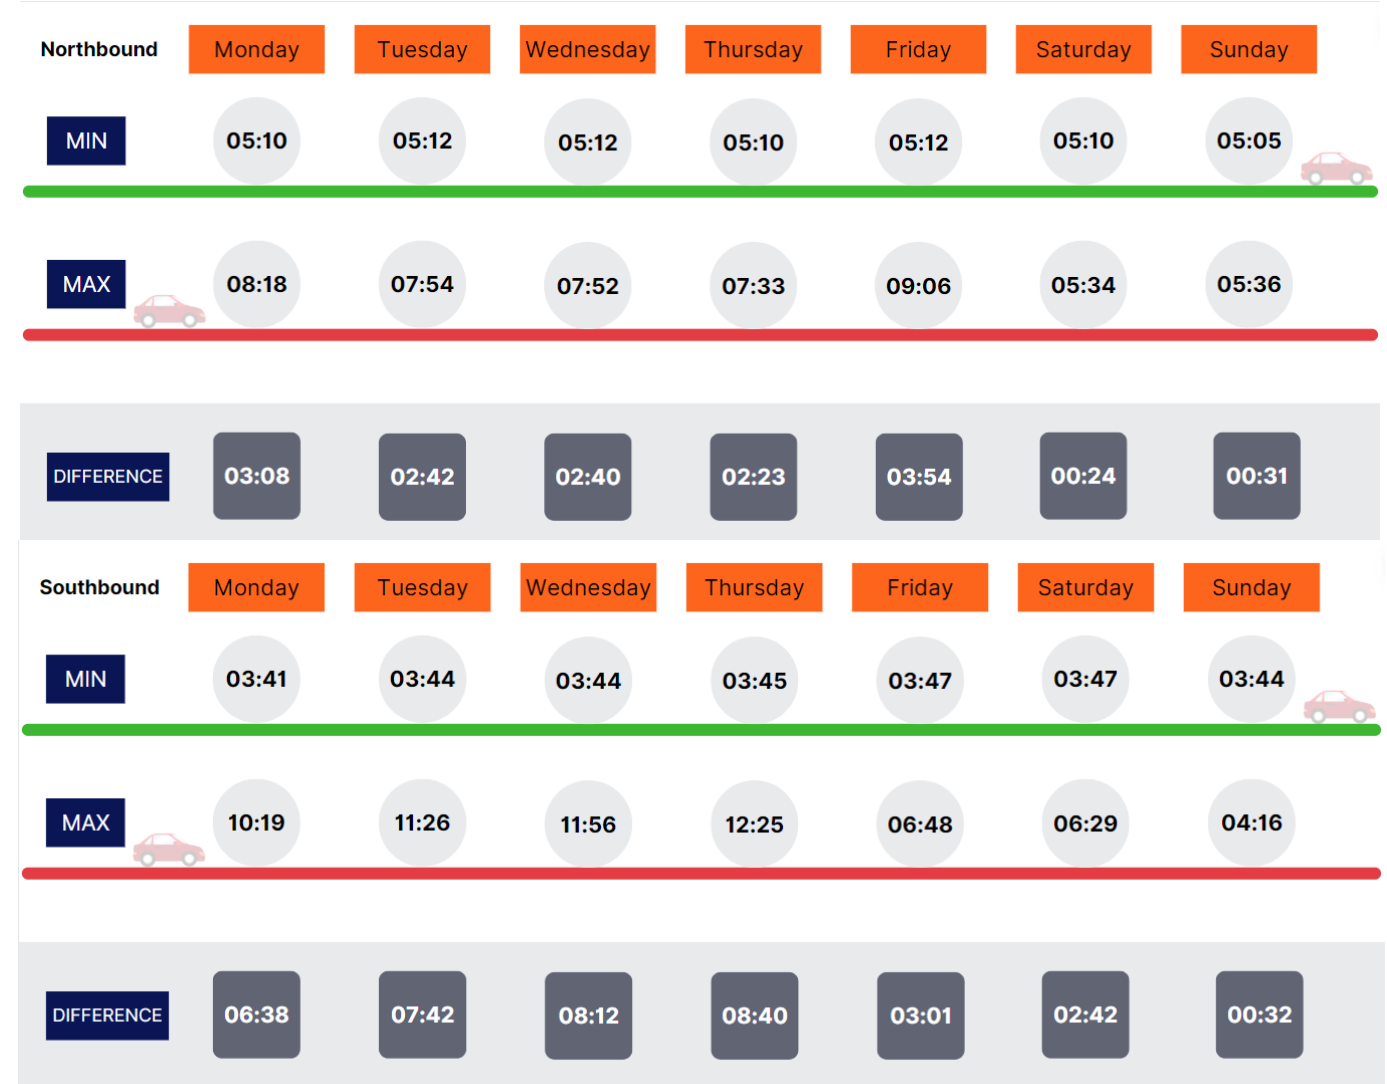 Northbound Monday Tuesday Wednesday Thursday Friday Saturday Sunday
MIN 05:10 05:12 05:12 05:10 05:12 05:10 05:05
MAX 08:18 07:54 07:52 07:33 09:06 05:34 05:36
DIFFERENCE 03:08 02:42 02:40 02:23 03:54 00:24 00:31
Southbound Monday Tuesday Wednesday Thursday Friday Saturday Sunday
MIN 03:41 03:44 03:44 03:45 03:47 03:47 03:44
MAX 10:19 11:26 11:56 12:25 06:48 06:29 04:16
DIFFERENCE 06:38 07:42 08:12 08:40 03:01 02:42 00:32